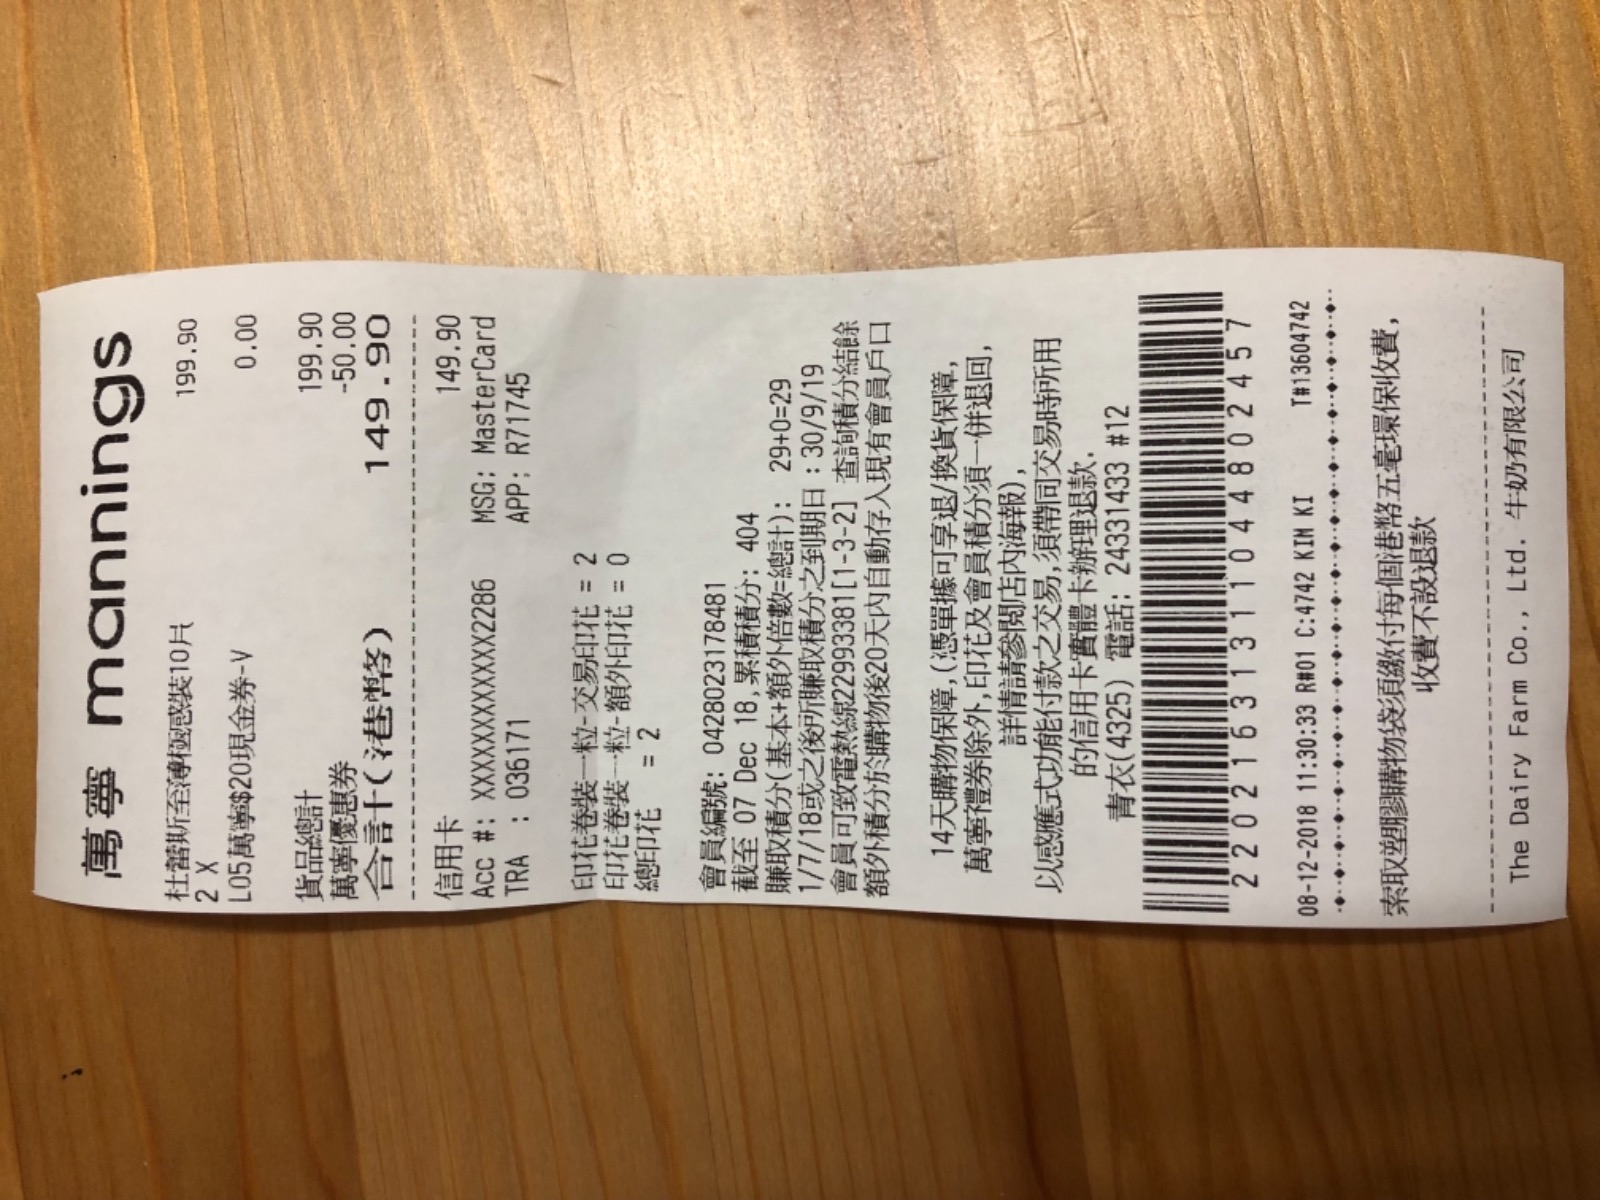 萬寧 mannings
杜蕾斯至薄極感裝10片 199.90
2 X
L05萬寧$20現金券-V 0.00
貨品總計 199.90
萬寧優惠券 -50.00
合計(港幣) 149.90
信用卡 149.90
Acc #: XXXXXXXXXXXX2286 MSG: MasterCard
TRA : 036171 APP: R71745
印花卷裝一粒-交易印花 = 2
印花卷裝一粒-額外印花 = 0
總印花 = 2
會員編號: 0428023178481
截至 07 Dec 18,累積積分: 404
賺取積分(基本+額外倍數=總計): 29+0=29
1/7/18或之後所賺取積分之到期日:30/9/19
會員可致電熱線22993381[1-3-2] 查詢積分結餘
額外積分於購物後20天內自動存入現有會員戶口
14天購物保障,(憑單據可享退/換貨保障,
萬寧禮券除外,印花及會員積分須一併退回,
詳情請參閱店內海報),
以感應式功能付款之交易,須帶同交易時所用
的信用卡實體卡辦理退款.
青衣(4325) 電話: 24331433 #12
22021631311044802457
08-12-2018 11:30:33 R#01 C:4742 KIM KI T#13604742
索取塑膠購物袋須繳付每個港幣五毫環保收費,
收費不設退款
The Dairy Farm Co., Ltd. 牛奶有限公司